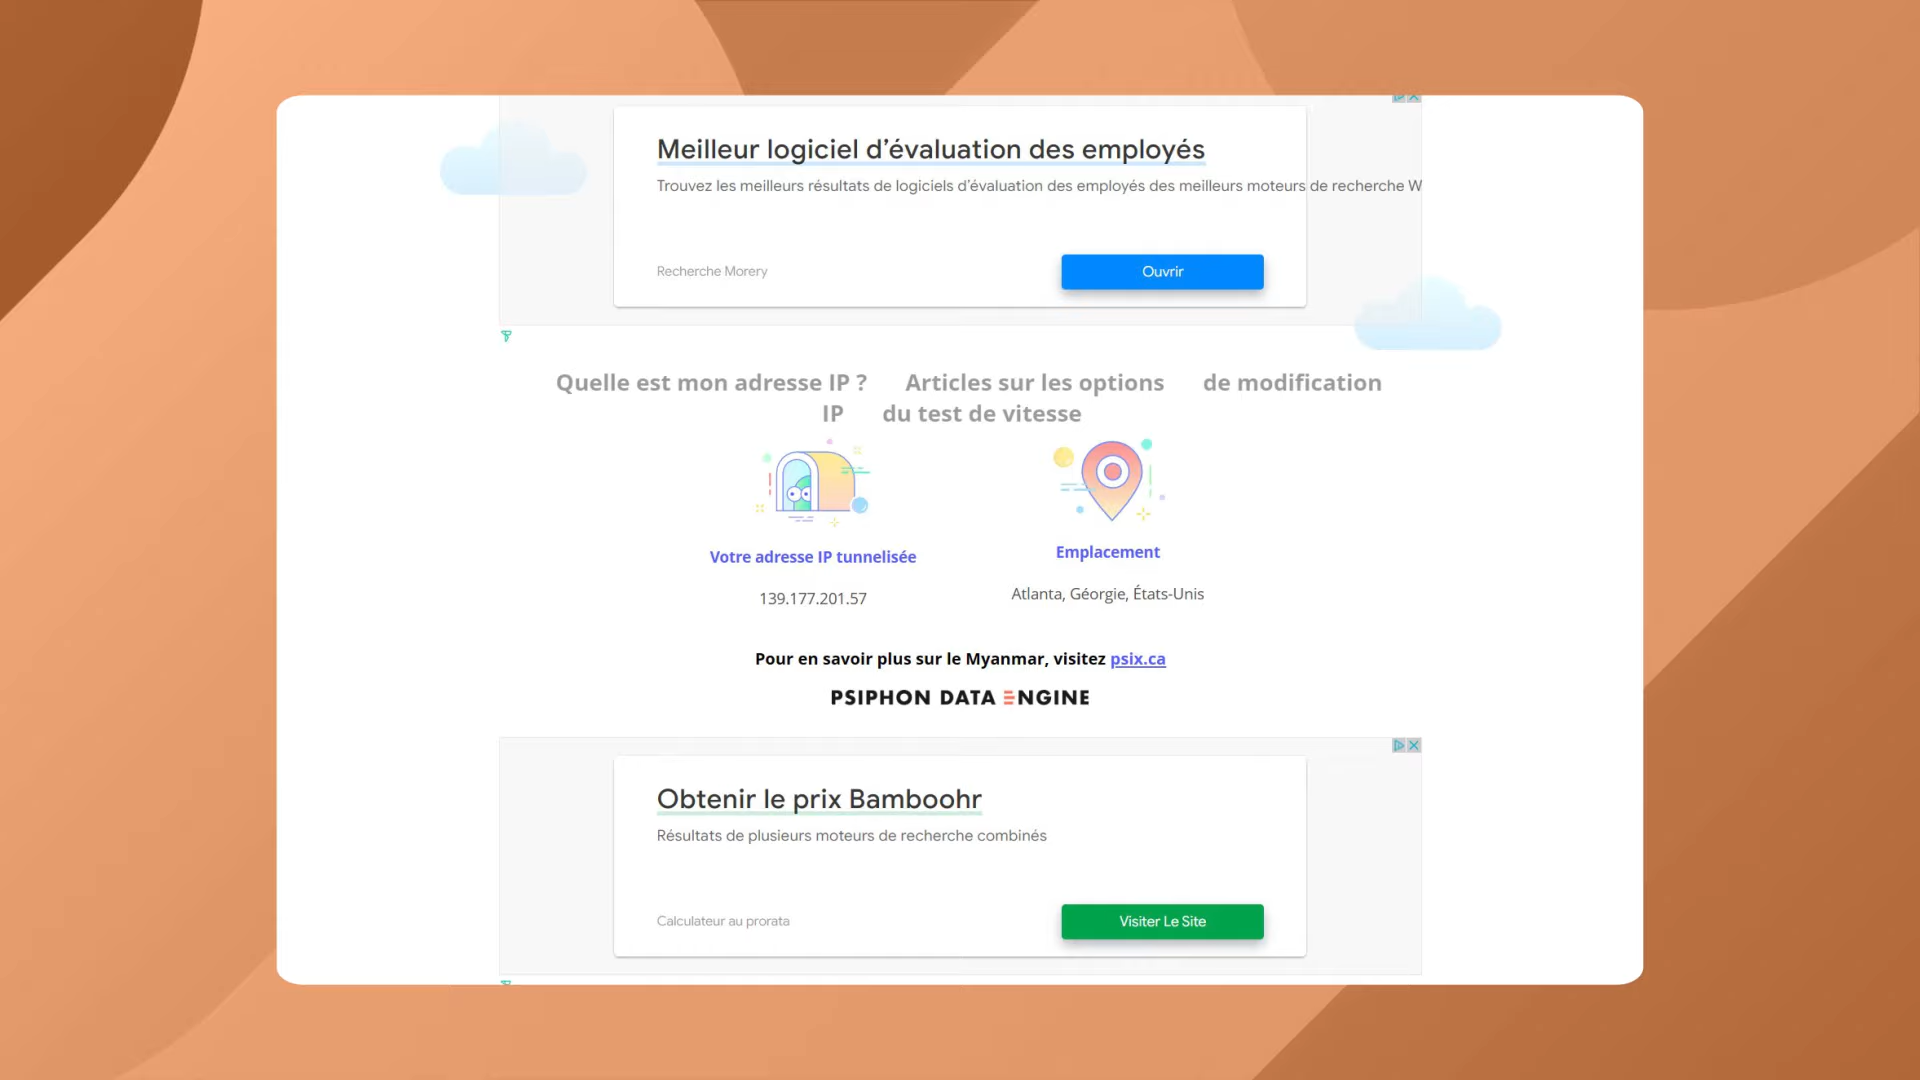 Meilleur logiciel d’évaluation des employés
Trouvez les meilleurs résultats de logiciels d’évaluation des employés des meilleurs moteurs de recherche W
Recherche Morery
Ouvrir
Quelle est mon adresse IP ? Articles sur les options de modification
IP du test de vitesse
Votre adresse IP tunnelisée
139.177.201.57
Emplacement
Atlanta, Géorgie, États-Unis
Pour en savoir plus sur le Myanmar, visitez psix.ca
PSIPHON DATA ENGINE
Obtenir le prix Bamboohr
Résultats de plusieurs moteurs de recherche combinés
Calculateur au prorata
Visiter Le Site